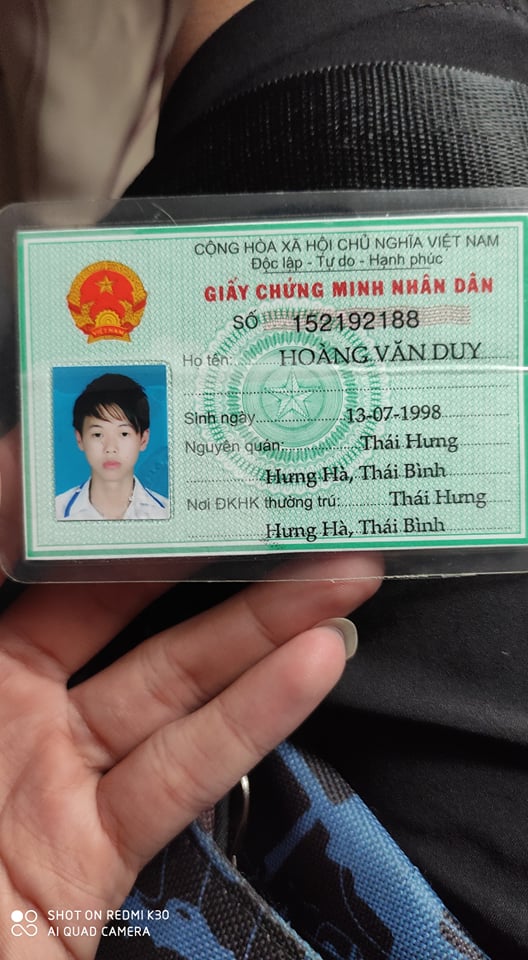 CỘNG HÒA XÃ HỘI CHỦ NGHĨA VIỆT NAM
Độc lập - Tự do - Hạnh phúc
GIẤY CHỨNG MINH NHÂN DÂN
SỐ 152192188
Họ tên: HOÀNG VĂN DUY
Sinh ngày 13-07-1998
Nguyên quán: Thái Hưng
Hưng Hà, Thái Bình
Nơi ĐKHK thường trú: Thái Hưng
Hưng Hà, Thái Bình
VIỆT NAM
SHOT ON REDMI K30
AI QUAD CAMERA